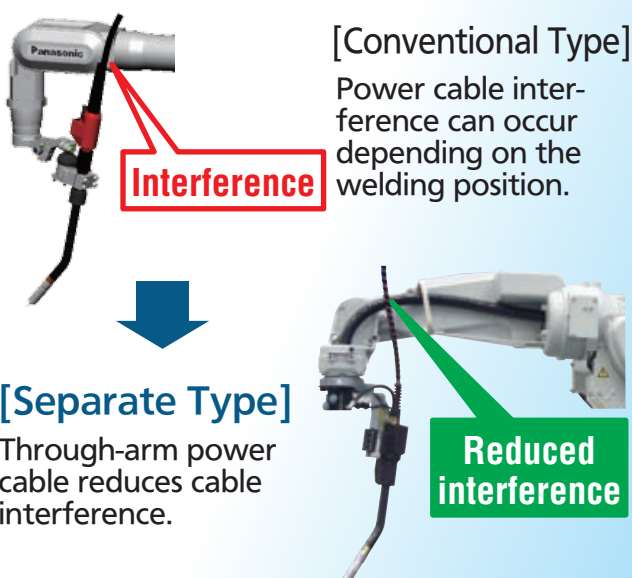 Panasonic
[Conventional Type]
Power cable inter-
ference can occur
depending on the
welding position.
Interference
[Separate Type]
Through-arm power
cable reduces cable
interference.
Reduced
interference